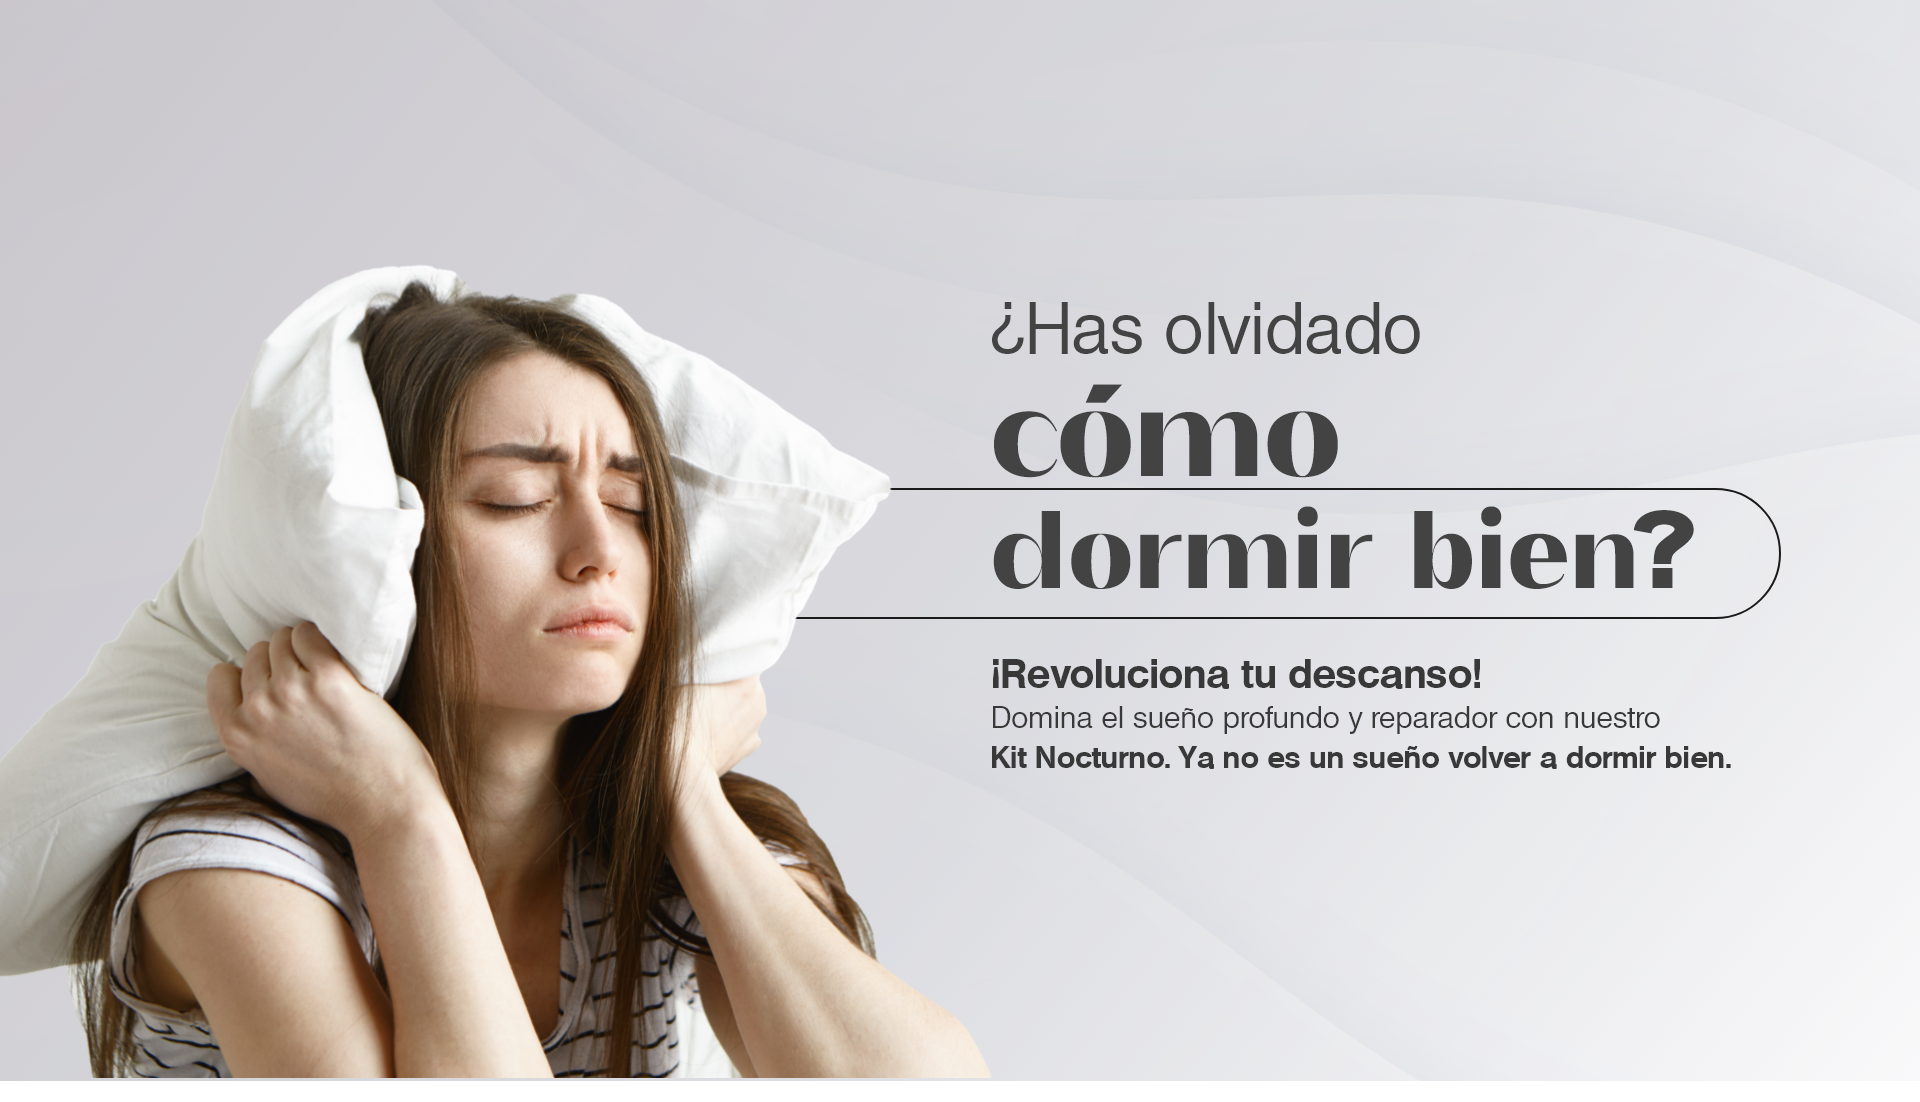 ¿Has olvidado
cómo
dormir bien?
¡Revoluciona tu descanso!
Domina el sueño profundo y reparador con nuestro
Kit Nocturno. Ya no es un sueño volver a dormir bien.